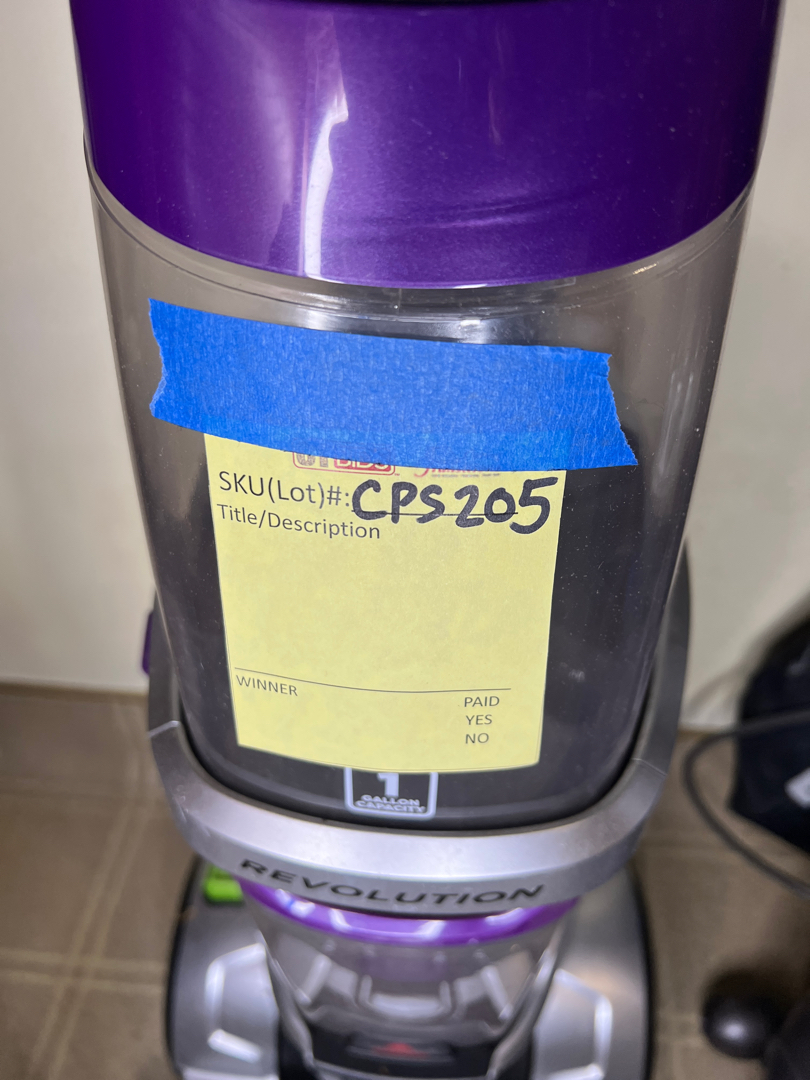 SKU(Lot)#: CPS205
Title/Description
WINNER
PAID
YES
NO
1
GALLON
CAPACITY
REVOLUTION